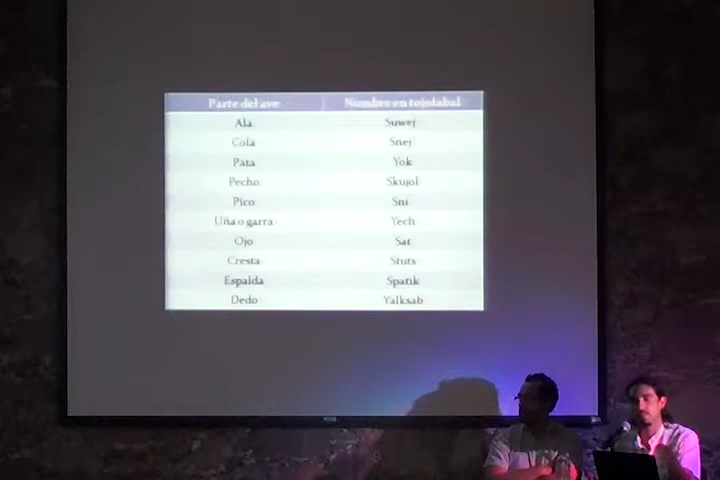 Parte del ave Nombre en tojolabal
Ala Suwej
Cola Snej
Pata Yok
Pecho Skujol
Pico Sni
Uña o garra Yech
Ojo Sat
Cresta Stuts
Espalda Spatik
Dedo Yalksab